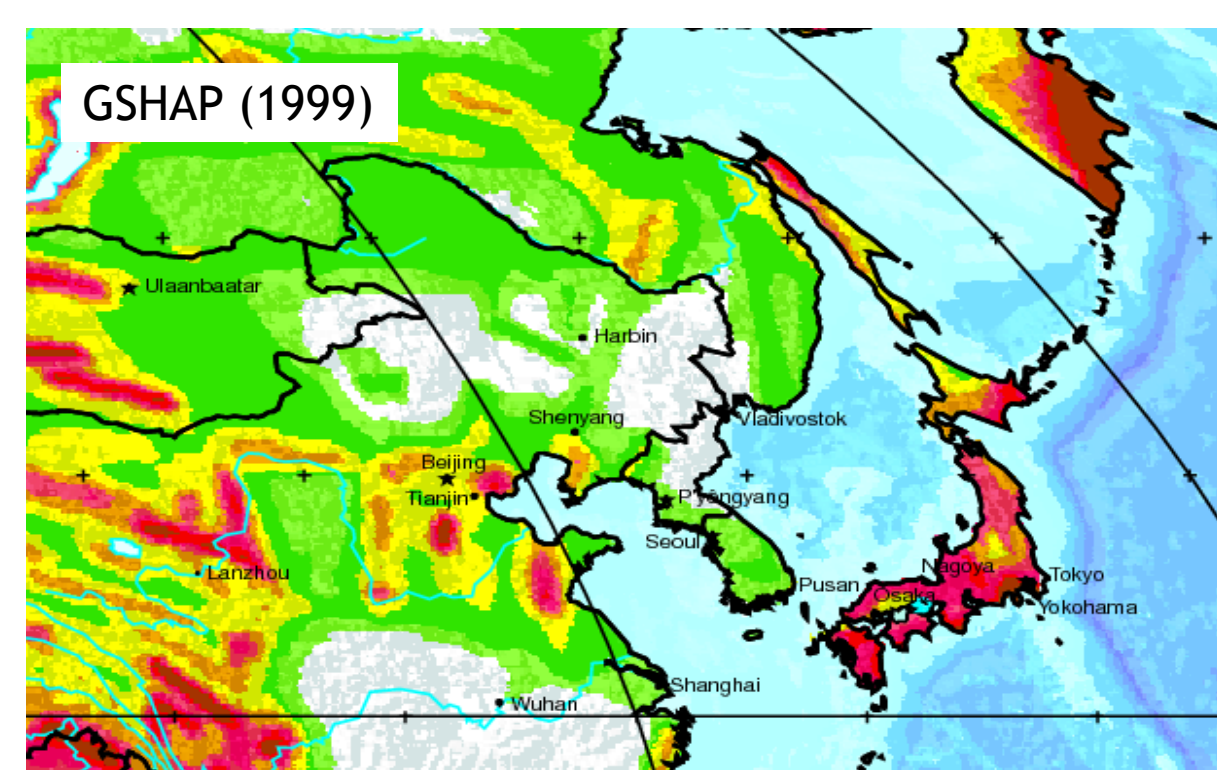 GSHAP (1999)
Ulaanbaatar
Harbin
Shenyang
Vladivostok
Beijing
Tianjin
P'yongyang
Seoul
Lanzhou
Pusan
Nagoya
Tokyo
Osaka
Yokohama
Shanghai
Wuhan